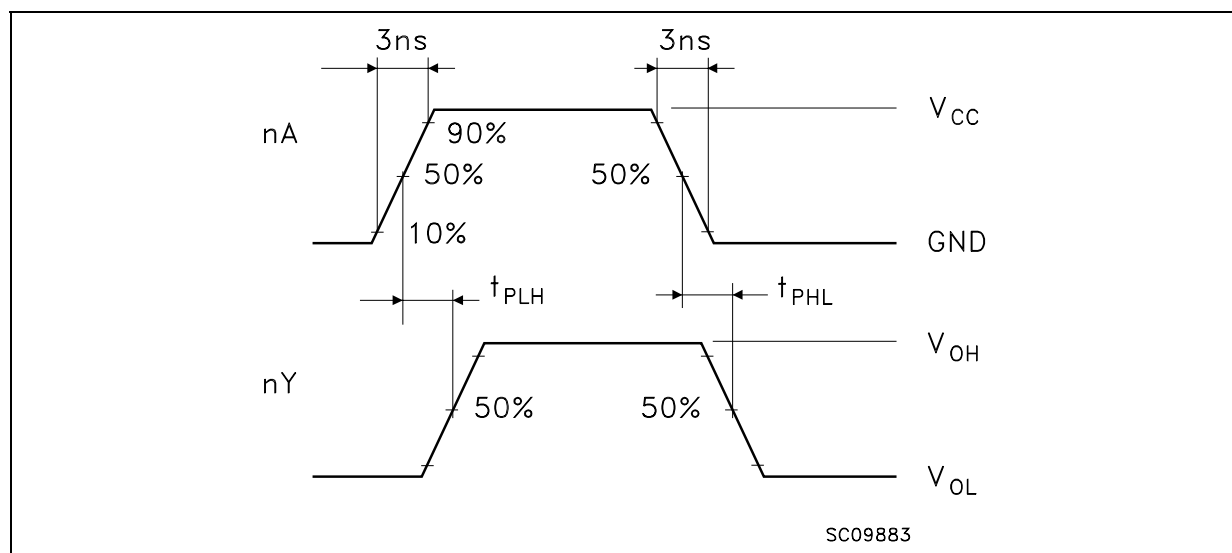 3ns 3ns
V_CC
nA
90%
50% 50%
10%
GND
t_PLH t_PHL
V_OH
nY
50% 50%
V_OL
SC09883